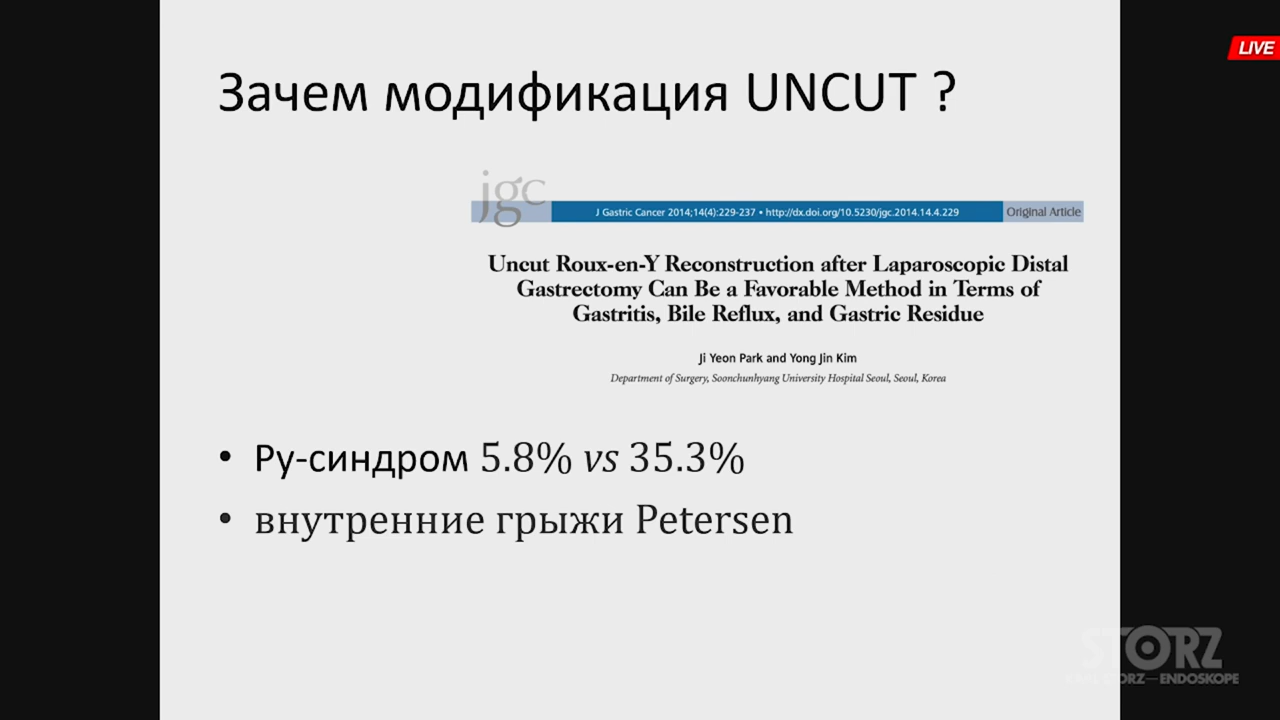 LIVE
Зачем модификация UNCUT ?
jgc
J Gastric Cancer 2014;14(4):229-237 • http://dx.doi.org/10.5230/jgc.2014.14.4.229
Original Article
Uncut Roux-en-Y Reconstruction after Laparoscopic Distal
Gastrectomy Can Be a Favorable Method in Terms of
Gastritis, Bile Reflux, and Gastric Residue
Ji Yeon Park and Yong Jin Kim
Department of Surgery, Soonchunhyang University Hospital Seoul, Seoul, Korea
• Ру-синдром 5.8% vs 35.3%
• внутренние грыжи Petersen
STORZ
STORZ—ENDOSKOPE